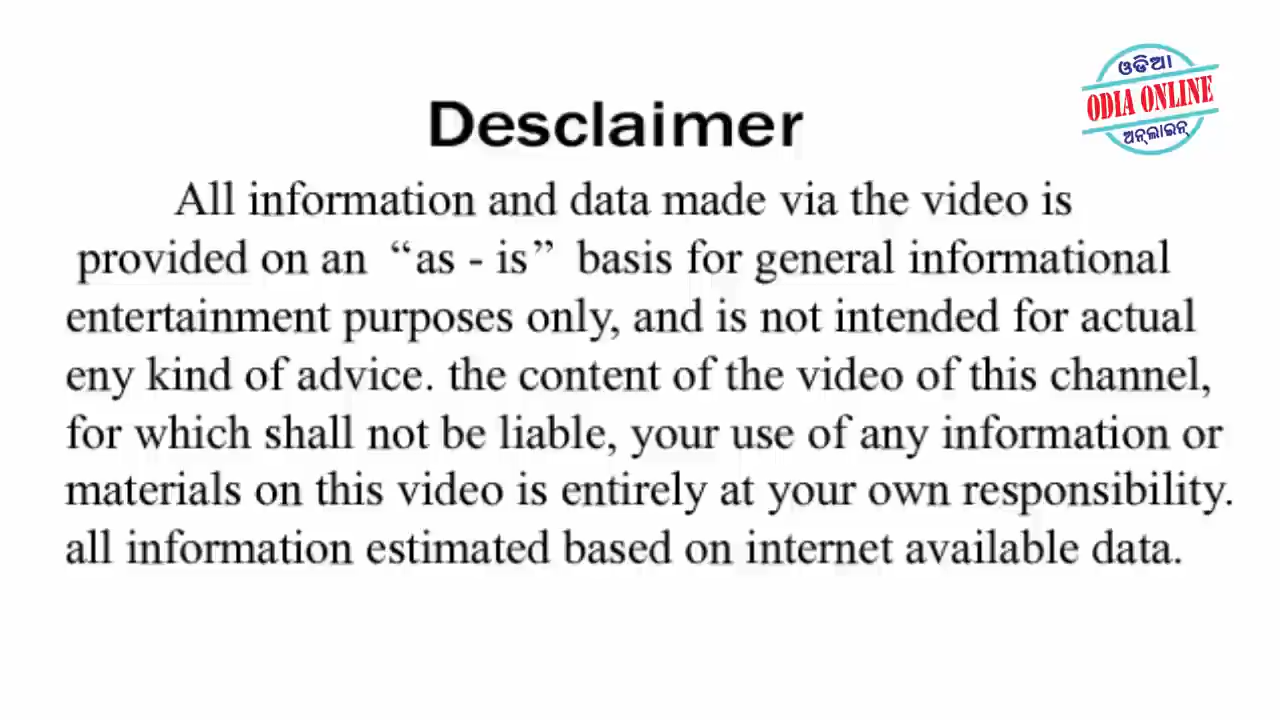 ଓଡିଆ
ODIA ONLINE
ଅନ୍‌ଲାଇନ୍
Desclaimer
All information and data made via the video is
provided on an “as - is” basis for general informational
entertainment purposes only, and is not intended for actual
eny kind of advice. the content of the video of this channel,
for which shall not be liable, your use of any information or
materials on this video is entirely at your own responsibility.
all information estimated based on internet available data.